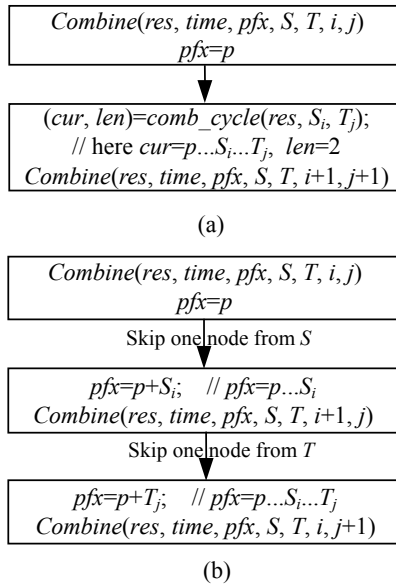 Combine(res, time, pfx, S, T, i, j)
pfx=p
(cur, len)=comb_cycle(res, Sᵢ, Tⱼ);
// here cur=p...Sᵢ...Tⱼ, len=2
Combine(res, time, pfx, S, T, i+1, j+1)
(a)
Combine(res, time, pfx, S, T, i, j)
pfx=p
Skip one node from S
pfx=p+Sᵢ; // pfx=p...Sᵢ
Combine(res, time, pfx, S, T, i+1, j)
Skip one node from T
pfx=p+Tⱼ; // pfx=p...Sᵢ...Tⱼ
Combine(res, time, pfx, S, T, i, j+1)
(b)